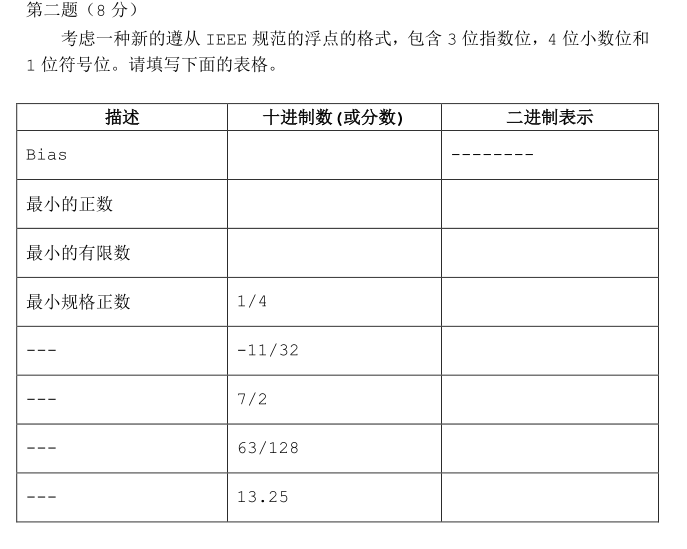 第二题（8 分）
考虑一种新的遵从 IEEE 规范的浮点的格式，包含 3 位指数位，4 位小数位和
1 位符号位。请填写下面的表格。
描述 十进制数(或分数) 二进制表示
Bias --------
最小的正数
最小的有限数
最小规格正数 1/4
--- -11/32
--- 7/2
--- 63/128
--- 13.25